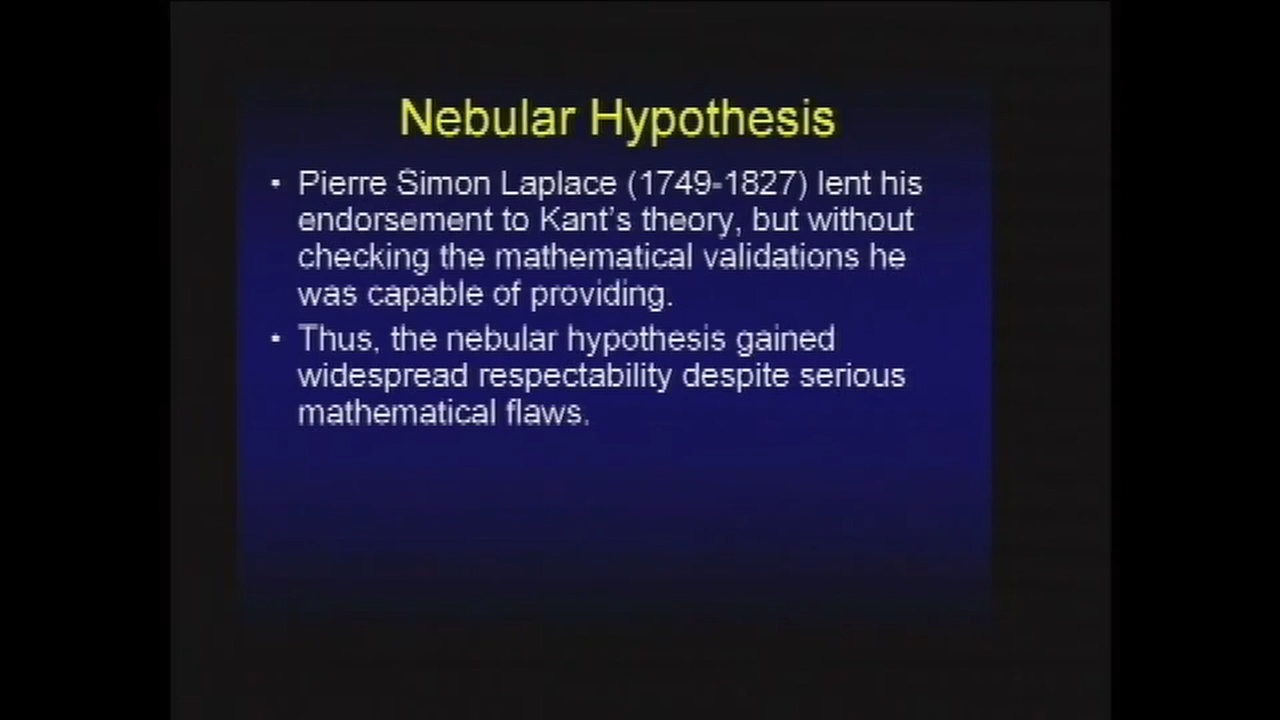 Nebular Hypothesis
• Pierre Simon Laplace (1749-1827) lent his
endorsement to Kant's theory, but without
checking the mathematical validations he
was capable of providing.
• Thus, the nebular hypothesis gained
widespread respectability despite serious
mathematical flaws.